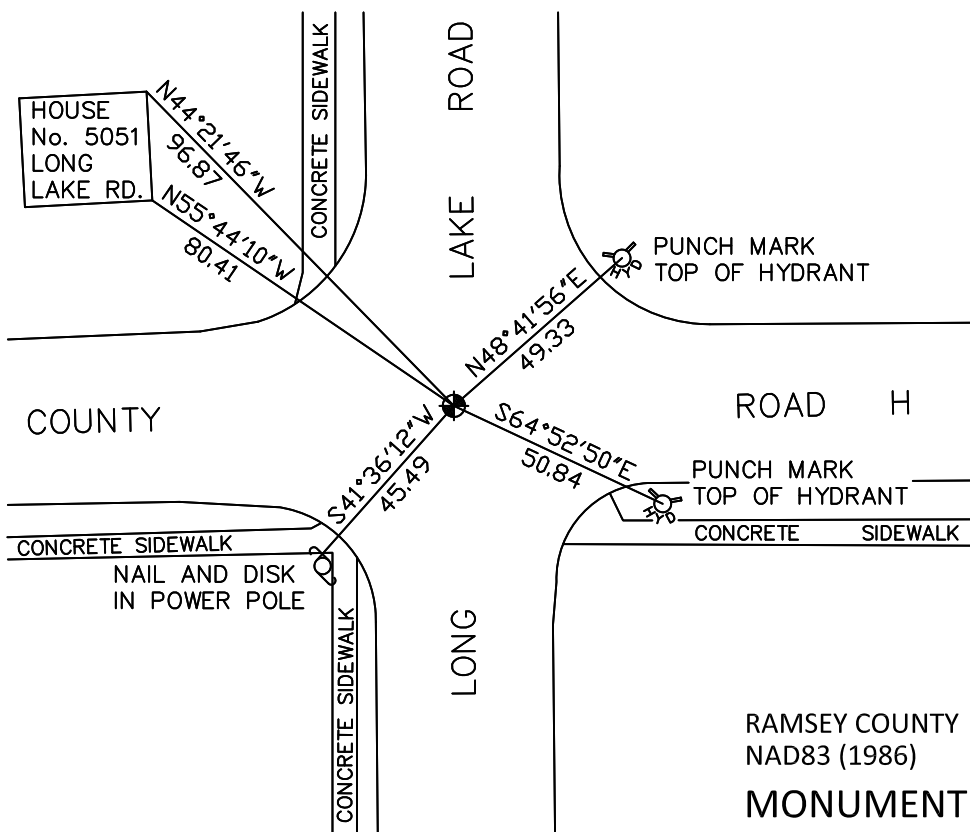 HOUSE
No. 5051
LONG
LAKE RD.
N44°21'46"W
96.87
N55°44'10"W
80.41
CONCRETE SIDEWALK
LAKE ROAD
PUNCH MARK
TOP OF HYDRANT
HYD
N48°41'56"E
49.33
COUNTY
ROAD H
S41°36'12"W
45.49
S64°52'50"E
50.84
PUNCH MARK
TOP OF HYDRANT
HYD
CONCRETE SIDEWALK
CONCRETE SIDEWALK
NAIL AND DISK
IN POWER POLE
CONCRETE SIDEWALK
LONG
RAMSEY COUNTY
NAD83 (1986)
MONUMENT